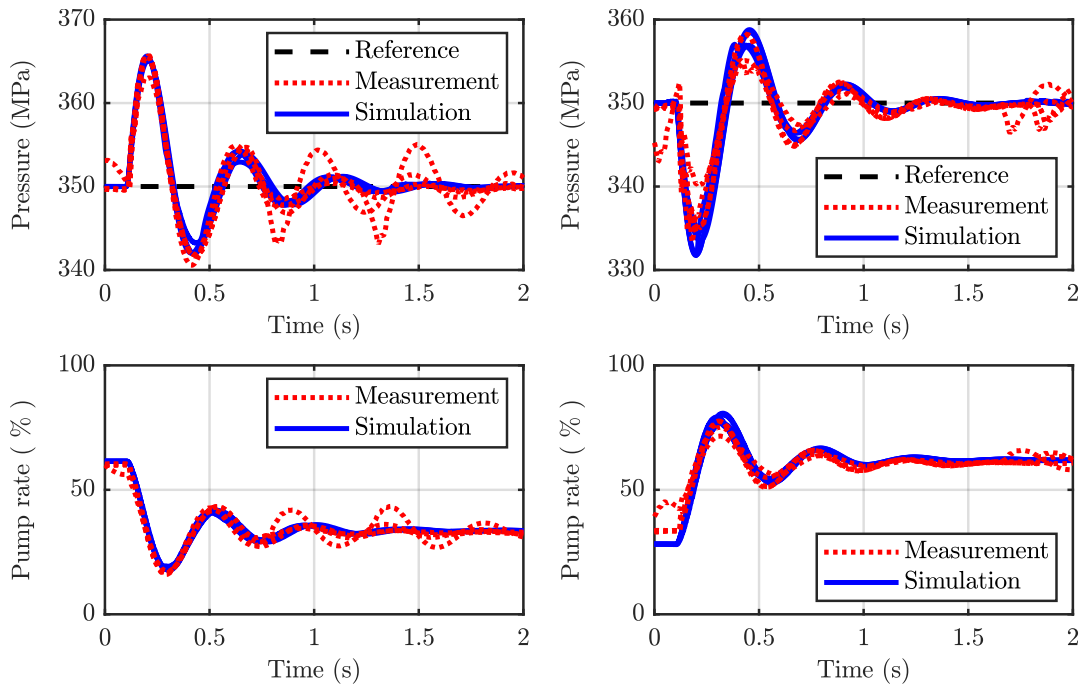 370
360
350
340
Pressure (MPa)
Reference
Measurement
Simulation
0
0.5
1
1.5
2
Time (s)
360
350
340
330
Pressure (MPa)
Reference
Measurement
Simulation
0
0.5
1
1.5
2
Time (s)
100
50
0
Pump rate ( % )
Measurement
Simulation
0
0.5
1
1.5
2
Time (s)
100
50
0
Pump rate ( % )
Measurement
Simulation
0
0.5
1
1.5
2
Time (s)